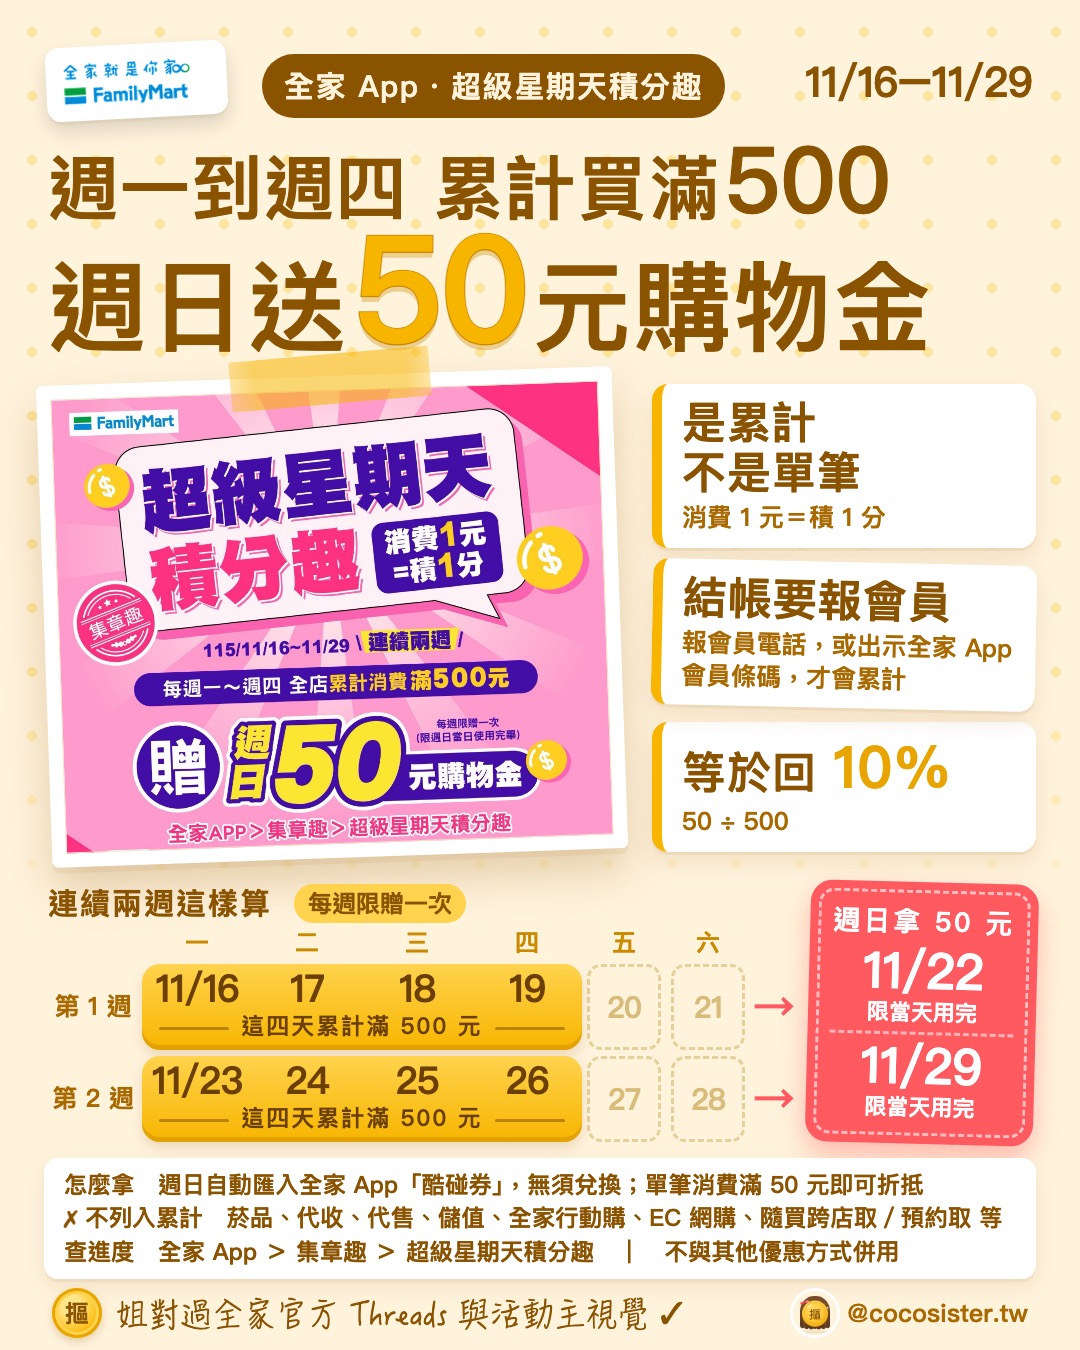 全家就是你家
FamilyMart
全家 App · 超級星期天積分趣
11/16—11/29
週一到週四 累計買滿500
週日送50元購物金
FamilyMart
超級星期天
積分趣
消費1元
=積1分
集章趣
115/11/16~11/29 \ 連續兩週 /
每週一～週四 全店累計消費滿500元
贈
週日50元購物金
每週限贈一次
(限週日當日使用完畢)
全家APP＞集章趣＞超級星期天積分趣
是累計
不是單筆
消費 1 元＝積 1 分
結帳要報會員
報會員電話，或出示全家 App
會員條碼，才會累計
等於回 10%
50 ÷ 500
連續兩週這樣算 每週限贈一次
一 二 三 四 五 六
第 1 週 11/16 17 18 19 20 21 →
這四天累計滿 500 元
第 2 週 11/23 24 25 26 27 28 →
這四天累計滿 500 元
週日拿 50 元
11/22
限當天用完
11/29
限當天用完
怎麼拿 週日自動匯入全家 App「酷碰券」，無須兌換；單筆消費滿 50 元即可折抵
✗ 不列入累計 菸品、代收、代售、儲值、全家行動購、EC 網購、隨買跨店取 / 預約取 等
查進度 全家 App ＞ 集章趣 ＞ 超級星期天積分趣 ｜ 不與其他優惠方式併用
摳 姐對過全家官方 Threads 與活動主視覺 ✓
摳 @cocosister.tw